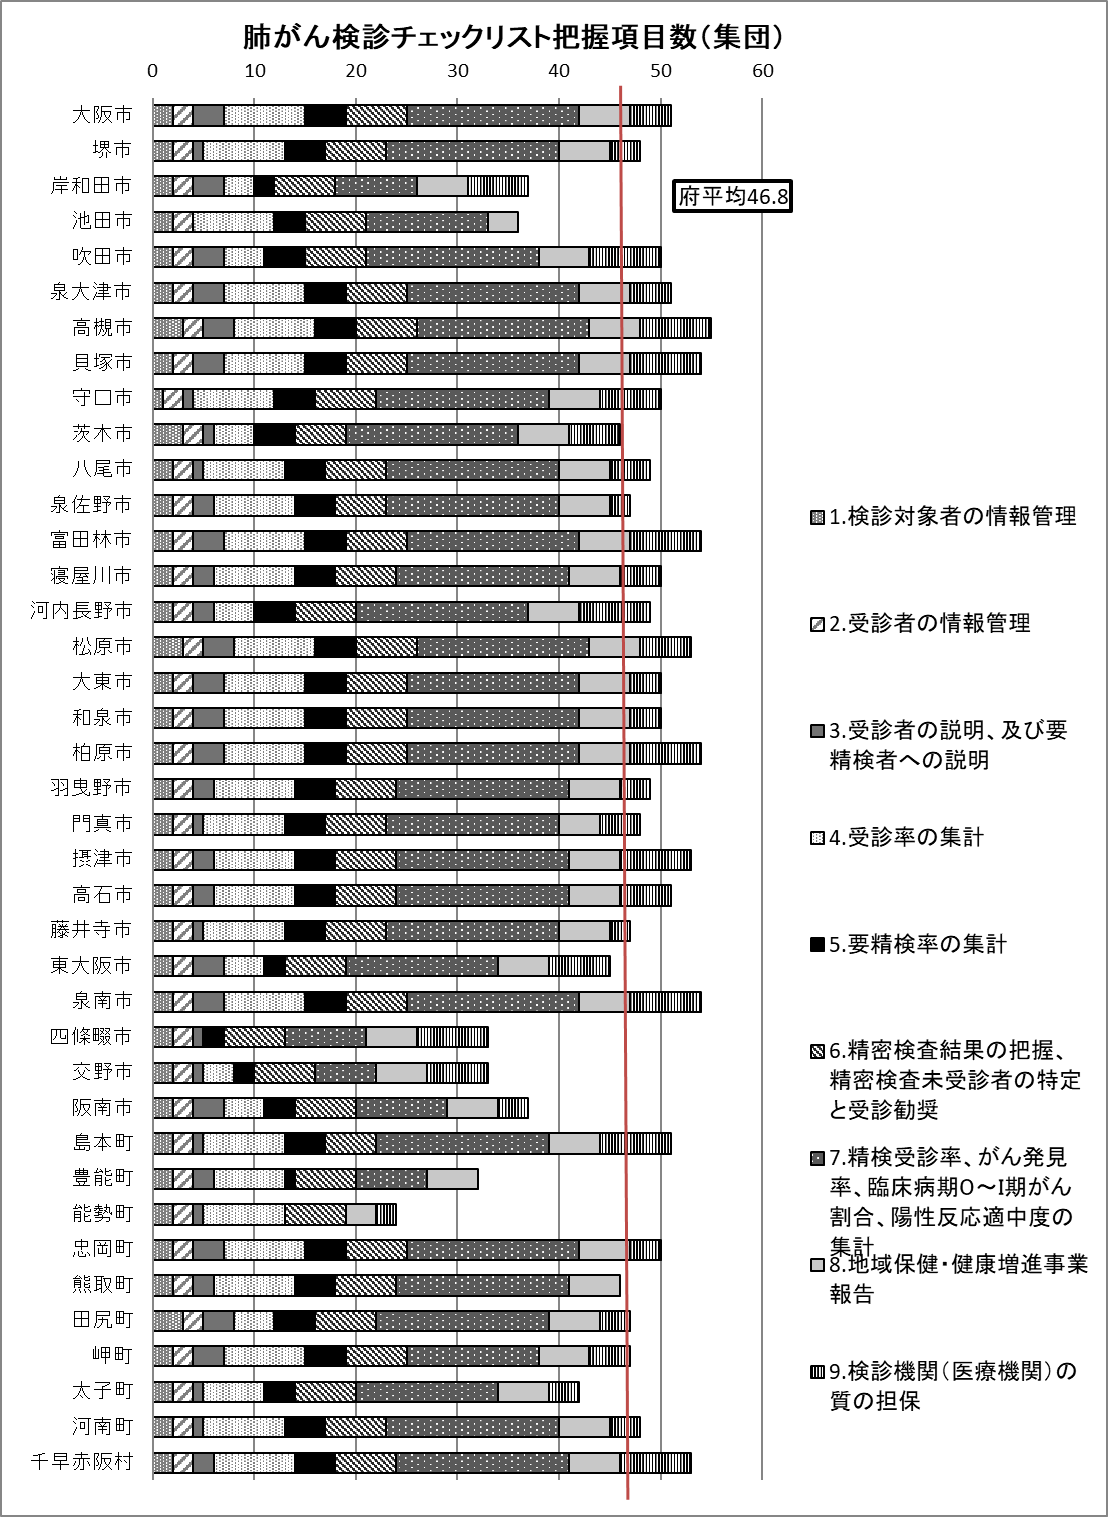 肺がん検診チェックリスト把握項目数（集団）
0 10 20 30 40 50 60
大阪市
堺市
岸和田市
池田市
吹田市
泉大津市
高槻市
貝塚市
守口市
茨木市
八尾市
泉佐野市
富田林市
寝屋川市
河内長野市
松原市
大東市
和泉市
柏原市
羽曳野市
門真市
摂津市
高石市
藤井寺市
東大阪市
泉南市
四條畷市
交野市
阪南市
島本町
豊能町
能勢町
忠岡町
熊取町
田尻町
岬町
太子町
河南町
千早赤阪村
府平均46.8
1.検診対象者の情報管理
2.受診者の情報管理
3.受診者の説明、及び要
精検者への説明
4.受診率の集計
5.要精検率の集計
6.精密検査結果の把握、
精密検査未受診者の特定
と受診勧奨
7.精検受診率、がん発見
率、臨床病期0～I期がん
割合、陽性反応適中度の
集計
8.地域保健・健康増進事業
報告
9.検診機関（医療機関）の
質の担保